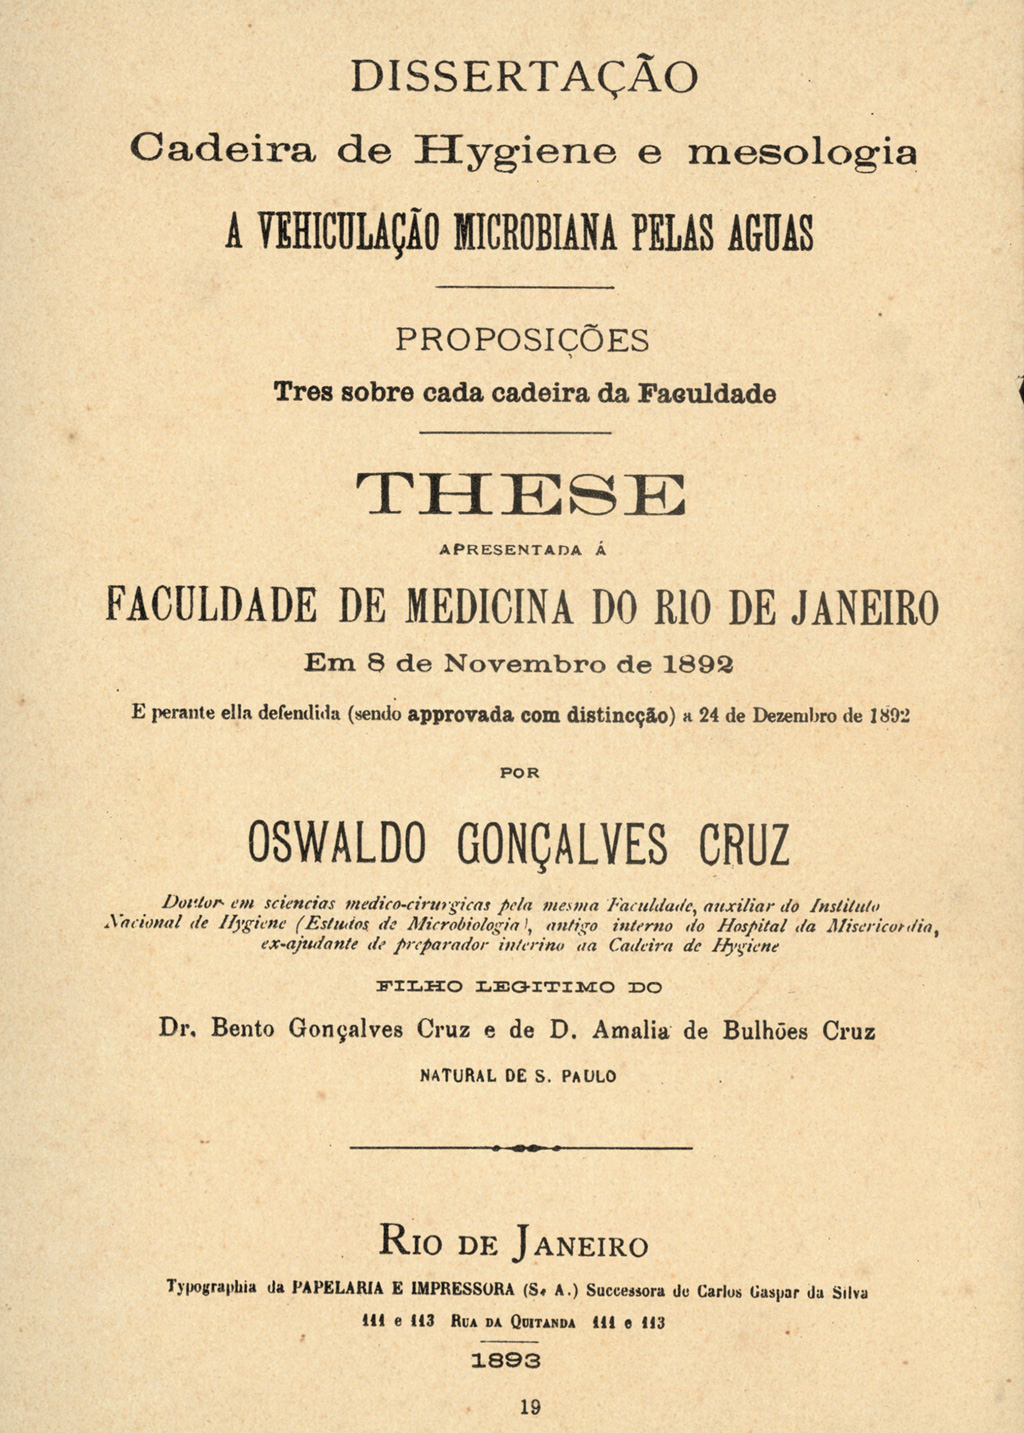 DISSERTAÇÃO
Cadeira de Hygiene e mesologia
A VEHICULAÇÃO MICROBIANA PELAS AGUAS
PROPOSIÇÕES
Tres sobre cada cadeira da Faculdade
THESE
APRESENTADA Á
FACULDADE DE MEDICINA DO RIO DE JANEIRO
Em 8 de Novembro de 1892
E perante ella defendida (sendo approvada com distincção) a 24 de Dezembro de 1892
POR
OSWALDO GONÇALVES CRUZ
Doutor em sciencias medico-cirurgicas pela mesma Faculdade, auxiliar do Instituto
Nacional de Hygiene (Estudos de Microbiologia), antigo interno do Hospital da Misericordia,
ex-ajudante de preparador interino da Cadeira de Hygiene
FILHO LEGITIMO DO
Dr. Bento Gonçalves Cruz e de D. Amalia de Bulhões Cruz
NATURAL DE S. PAULO
RIO DE JANEIRO
Typographia da PAPELARIA E IMPRESSORA (S. A.) Successora de Carlos Gaspar da Silva
111 e 113 RUA DA QUITANDA 111 e 113
1893
19